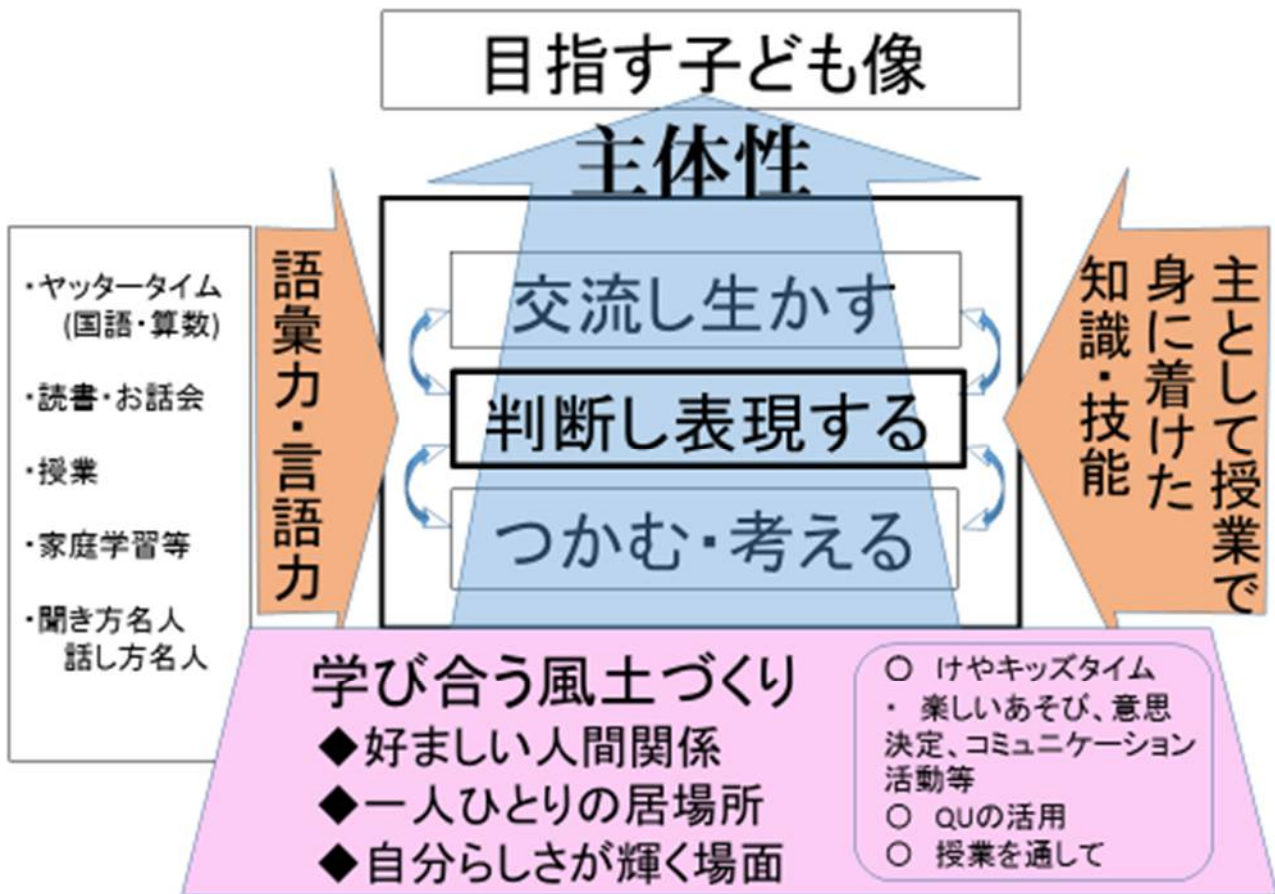 目指す子ども像
主体性
・ヤッタータイム
(国語・算数)
・読書・お話会
・授業
・家庭学習等
・聞き方名人
話し方名人
語彙力・言語力
交流し生かす
判断し表現する
つかむ・考える
主として授業で
身に着けた
知識・技能
学び合う風土づくり
◆好ましい人間関係
◆一人ひとりの居場所
◆自分らしさが輝く場面
○ けやキッズタイム
・ 楽しいあそび、意思
決定、コミュニケーション
活動等
○ QUの活用
○ 授業を通して